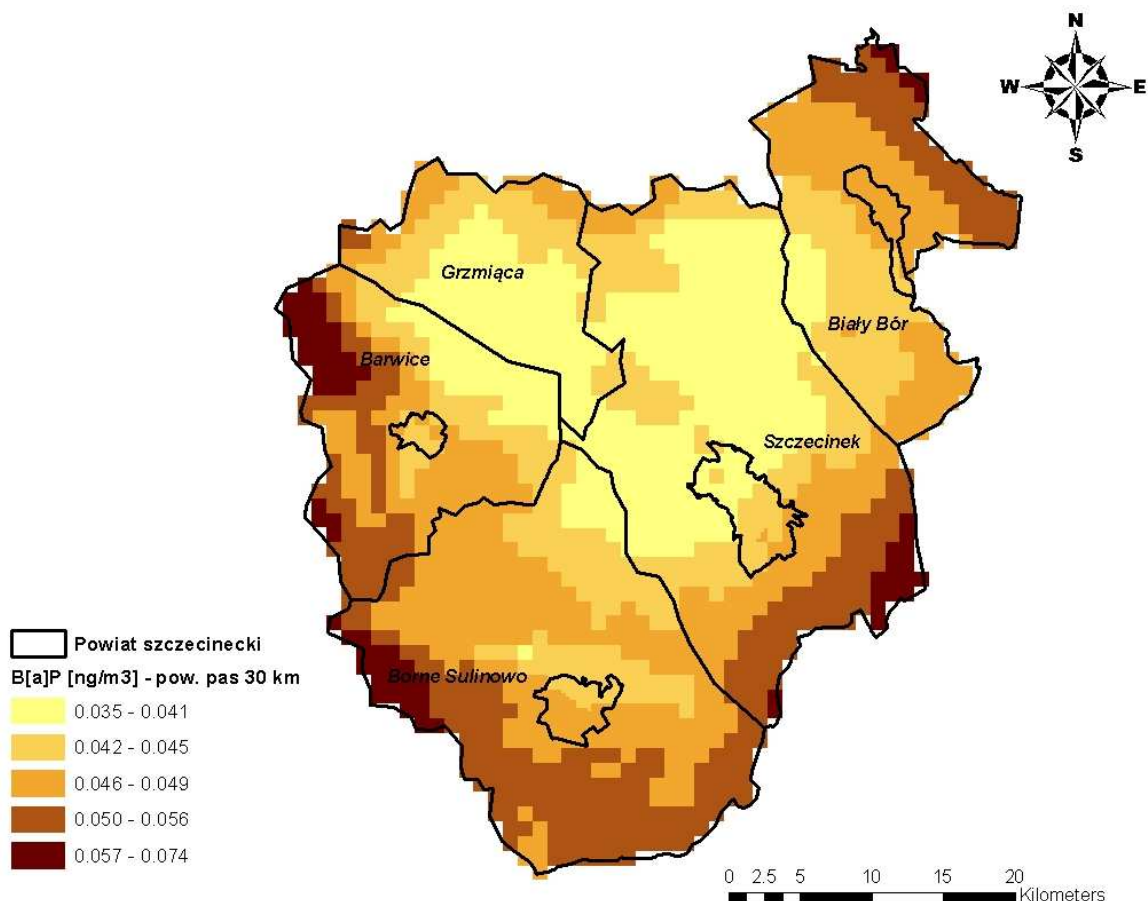 N
W E
S
Grzmiąca
Biały Bór
Barwice
Szczecinek
Borne Sulinowo
Powiat szczecinecki
B[a]P [ng/m3] - pow. pas 30 km
0.035 - 0.041
0.042 - 0.045
0.046 - 0.049
0.050 - 0.056
0.057 - 0.074
0 2.5 5 10 15 20
Kilometers